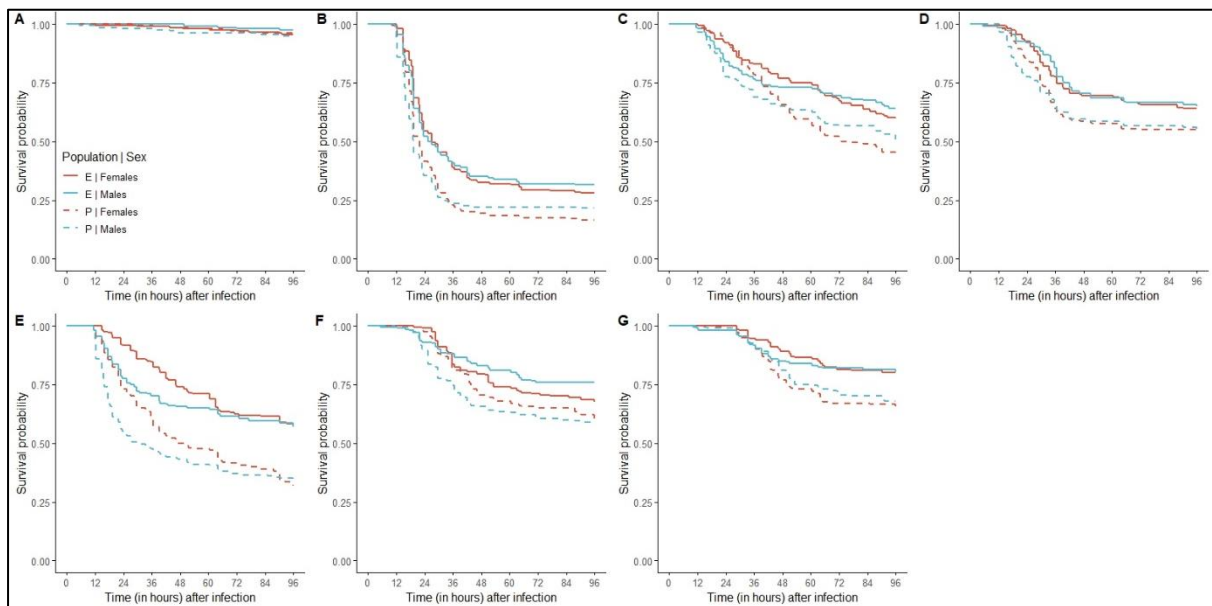 A
1.00
0.75
0.50
0.25
0.00
Survival probability
Population | Sex
E | Females
E | Males
P | Females
P | Males
0 12 24 36 48 60 72 84 96
Time (in hours) after infection
B
1.00
0.75
0.50
0.25
0.00
Survival probability
0 12 24 36 48 60 72 84 96
Time (in hours) after infection
C
1.00
0.75
0.50
0.25
0.00
Survival probability
0 12 24 36 48 60 72 84 96
Time (in hours) after infection
D
1.00
0.75
0.50
0.25
0.00
Survival probability
0 12 24 36 48 60 72 84 96
Time (in hours) after infection
E
1.00
0.75
0.50
0.25
0.00
Survival probability
0 12 24 36 48 60 72 84 96
Time (in hours) after infection
F
1.00
0.75
0.50
0.25
0.00
Survival probability
0 12 24 36 48 60 72 84 96
Time (in hours) after infection
G
1.00
0.75
0.50
0.25
0.00
Survival probability
0 12 24 36 48 60 72 84 96
Time (in hours) after infection